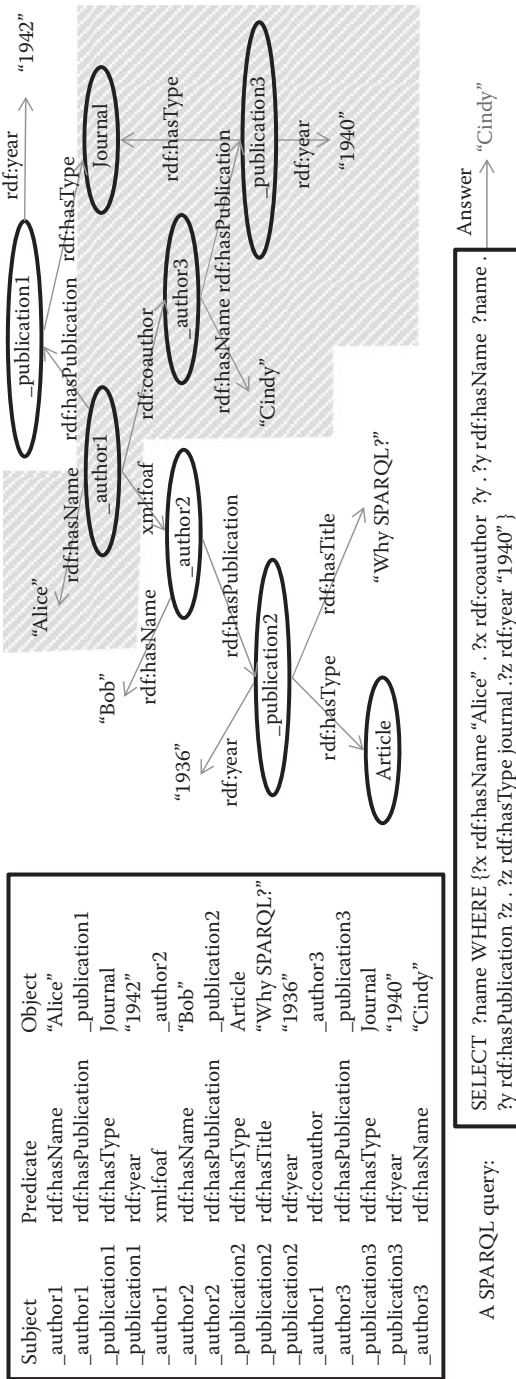 Subject Predicate Object
_author1 rdf:hasName “Alice”
_author1 rdf:hasPublication _publication1
_publication1 rdf:hasType Journal
_publication1 rdf:year “1942”
_author1 xml:foaf _author2
_author2 rdf:hasName “Bob”
_author2 rdf:hasPublication _publication2
_publication2 rdf:hasType Article
_publication2 rdf:hasTitle “Why SPARQL?”
_publication2 rdf:year “1936”
_author1 rdf:coauthor _author3
_author3 rdf:hasPublication _publication3
_publication3 rdf:hasType Journal
_publication3 rdf:year “1940”
_author3 rdf:hasName “Cindy”
“Alice”
rdf:hasName
_author1
rdf:hasPublication
_publication1
rdf:year
“1942”
rdf:hasType
Journal
xml:foaf
rdf:coauthor
“Bob”
rdf:hasName
_author2
_author3
rdf:hasType
rdf:hasPublication
rdf:hasName
rdf:hasPublication
“Cindy”
_publication3
rdf:year
“1940”
“1936”
rdf:year
_publication2
rdf:hasType
rdf:hasTitle
Article
“Why SPARQL?”
A SPARQL query:
SELECT ?name WHERE {?x rdf:hasName “Alice” . ?x rdf:coauthor ?y . ?y rdf:hasName ?name .
?y rdf:hasPublication ?z . ?z rdf:hasType journal .?z rdf:year “1940” }
Answer
“Cindy”